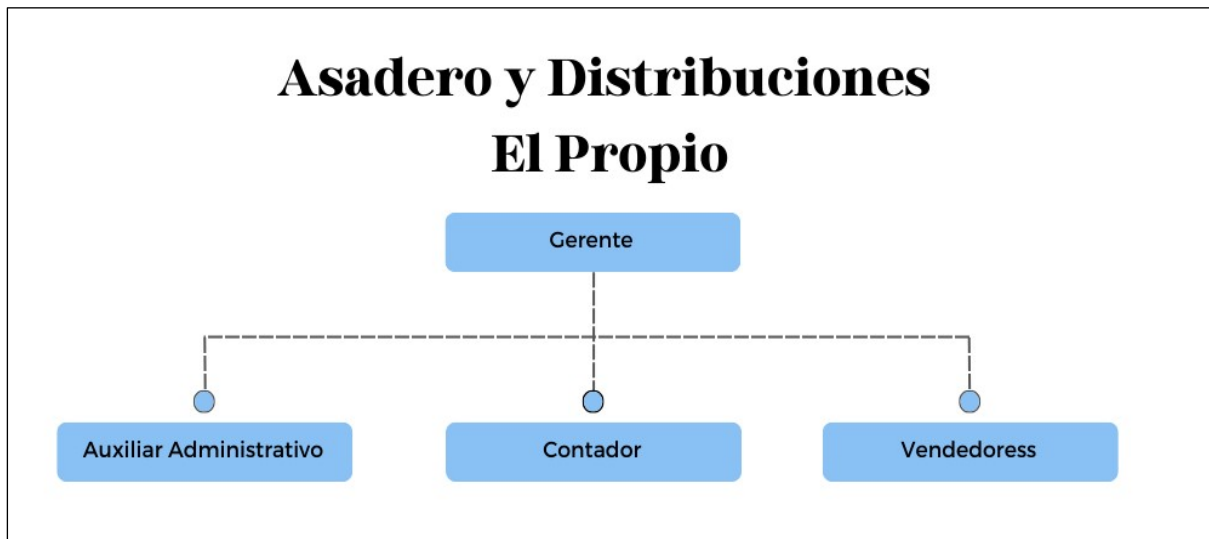 Asadero y Distribuciones
El Propio
Gerente
Auxiliar Administrativo
Contador
Vendedoress